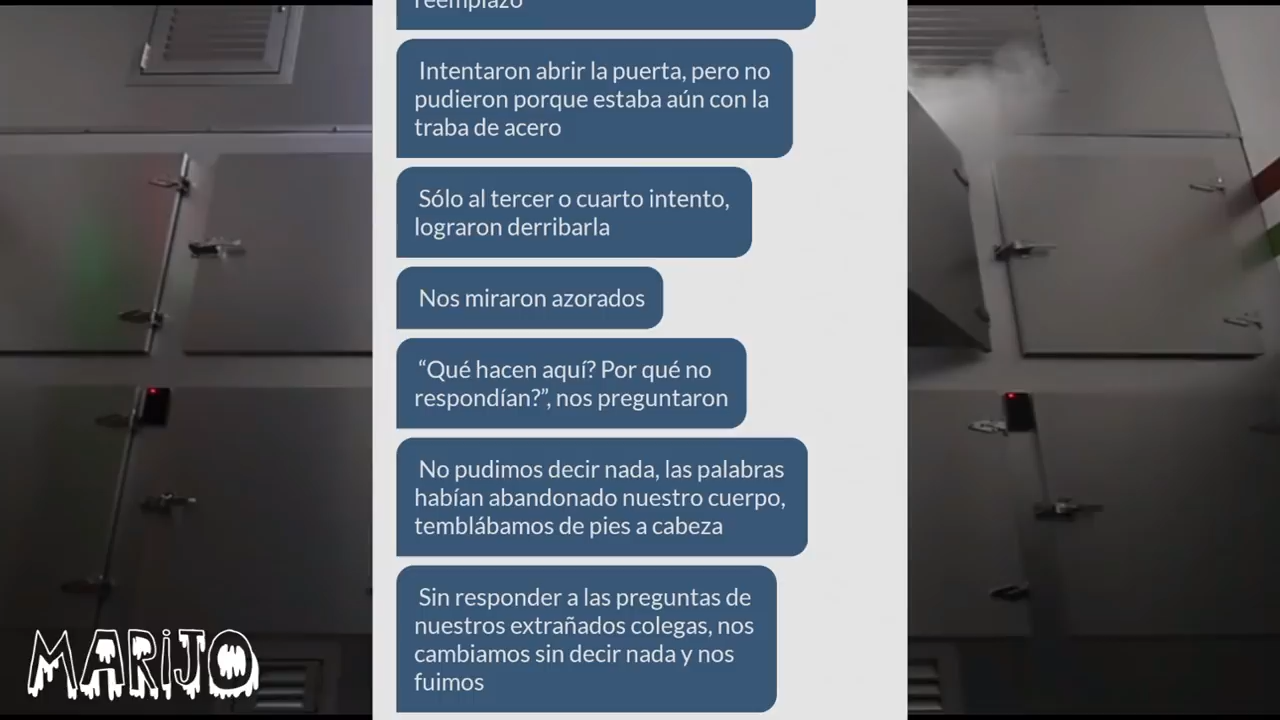 reemplazo
Intentaron abrir la puerta, pero no
pudieron porque estaba aún con la
traba de acero
Sólo al tercer o cuarto intento,
lograron derribarla
Nos miraron azorados
“Qué hacen aquí? Por qué no
respondían?”, nos preguntaron
No pudimos decir nada, las palabras
habían abandonado nuestro cuerpo,
temblábamos de pies a cabeza
Sin responder a las preguntas de
nuestros extrañados colegas, nos
cambiamos sin decir nada y nos
fuimos
MARiJO